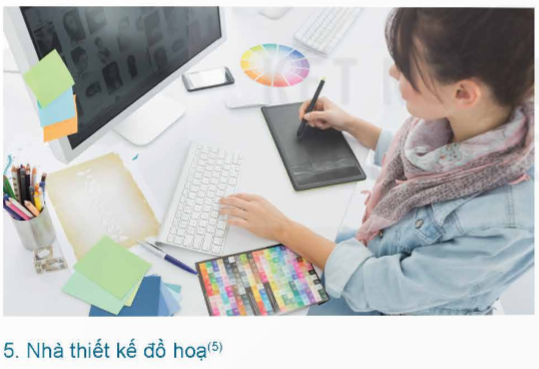 5. Nhà thiết kế đồ hoạ⁽⁵⁾